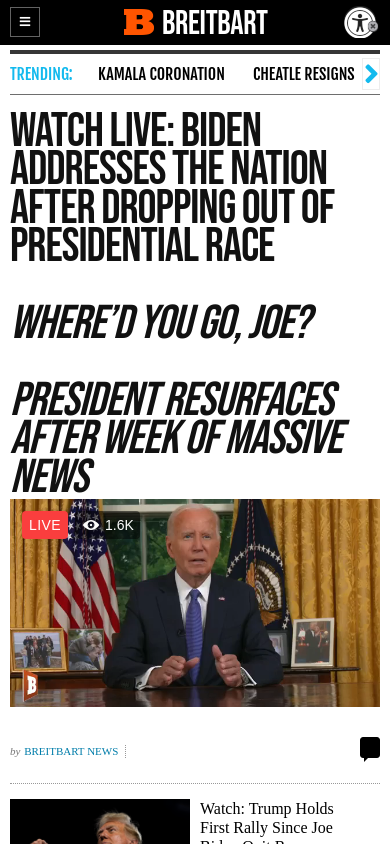 BREITBART
TRENDING: KAMALA CORONATION CHEATLE RESIGNS
WATCH LIVE: BIDEN
ADDRESSES THE NATION
AFTER DROPPING OUT OF
PRESIDENTIAL RACE
WHERE’D YOU GO, JOE?
PRESIDENT RESURFACES
AFTER WEEK OF MASSIVE
NEWS
LIVE 1.6K
by BREITBART NEWS
Watch: Trump Holds
First Rally Since Joe